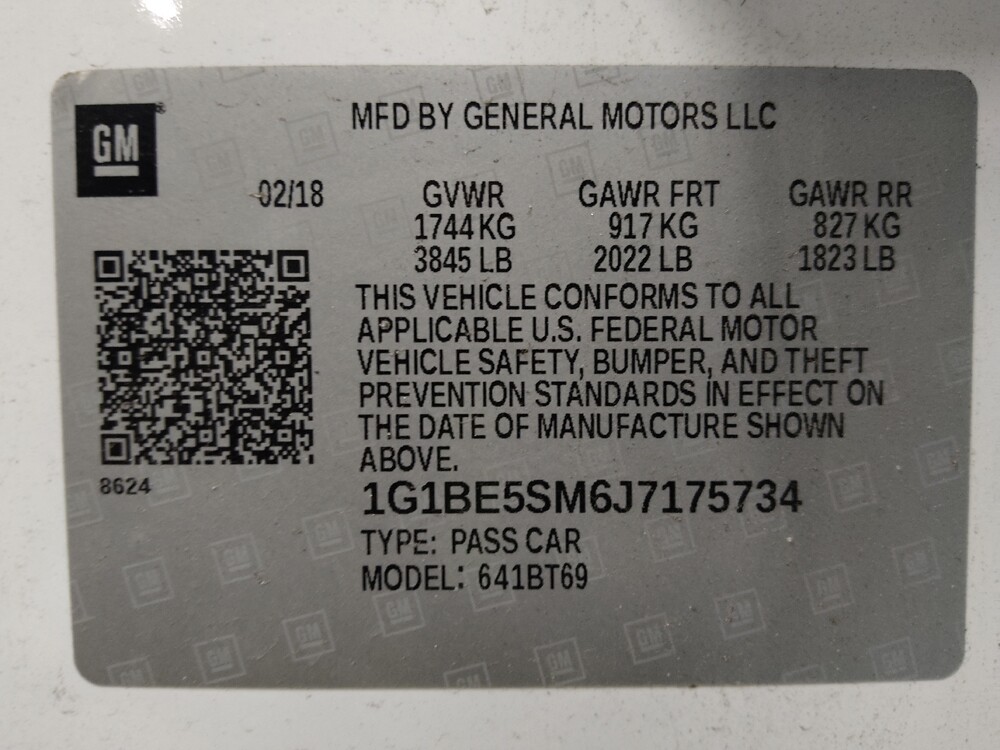 GM®
MFD BY GENERAL MOTORS LLC
02/18 GVWR GAWR FRT GAWR RR
1744 KG 917 KG 827 KG
3845 LB 2022 LB 1823 LB
THIS VEHICLE CONFORMS TO ALL
APPLICABLE U.S. FEDERAL MOTOR
VEHICLE SAFETY, BUMPER, AND THEFT
PREVENTION STANDARDS IN EFFECT ON
THE DATE OF MANUFACTURE SHOWN
ABOVE.
8624
1G1BE5SM6J7175734
TYPE: PASS CAR
MODEL: 641BT69